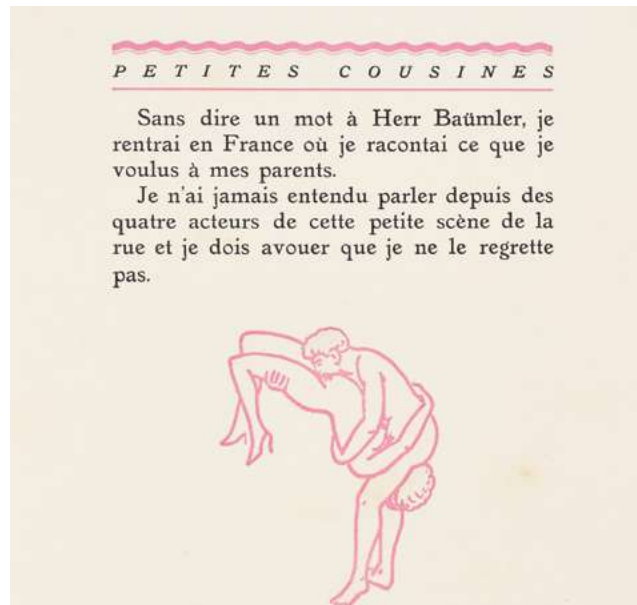 PETITES COUSINES
Sans dire un mot à Herr Baümler, je
rentrai en France où je racontai ce que je
voulus à mes parents.
Je n'ai jamais entendu parler depuis des
quatre acteurs de cette petite scène de la
rue et je dois avouer que je ne le regrette
pas.